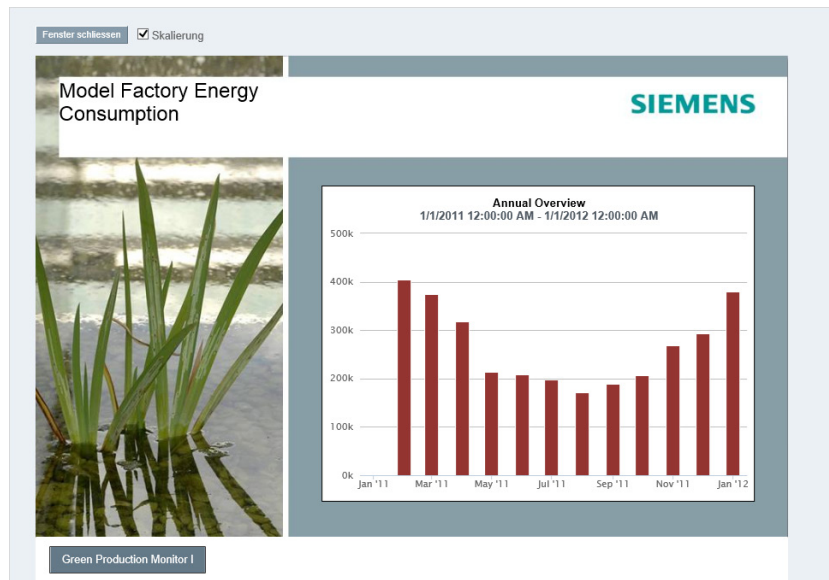 Fenster schliessen
Skalierung
Model Factory Energy
Consumption
SIEMENS
Annual Overview
1/1/2011 12:00:00 AM - 1/1/2012 12:00:00 AM
500k
400k
300k
200k
100k
0k
Jan '11 Mar '11 May '11 Jul '11 Sep '11 Nov '11 Jan '12
Green Production Monitor I